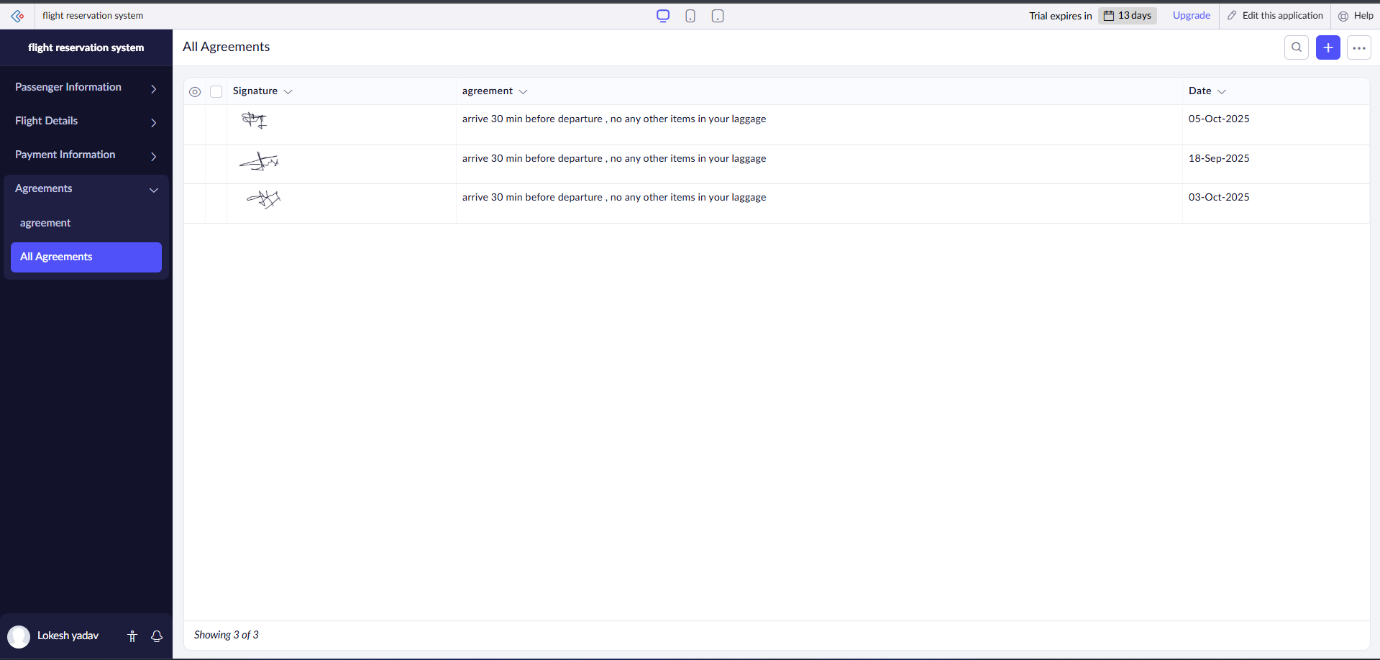 flight reservation system
Trial expires in 13 days Upgrade Edit this application Help
flight reservation system
Passenger Information
Flight Details
Payment Information
Agreements
agreement
All Agreements
Lokesh yadav
All Agreements
Signature agreement Date
arrive 30 min before departure , no any other items in your laggage 05-Oct-2025
arrive 30 min before departure , no any other items in your laggage 18-Sep-2025
arrive 30 min before departure , no any other items in your laggage 03-Oct-2025
Showing 3 of 3